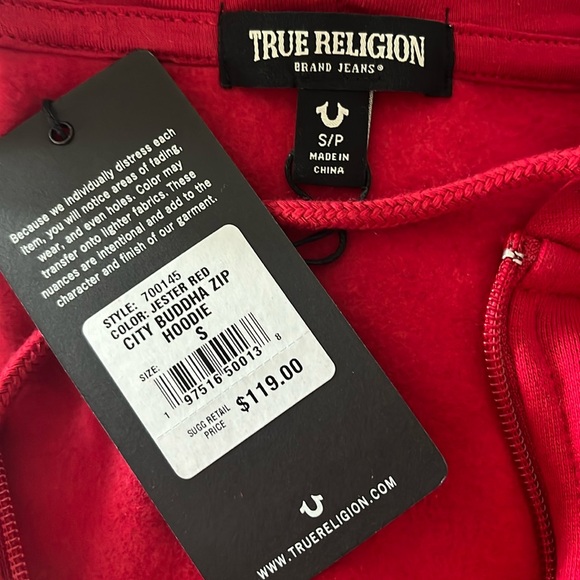 TRUE RELIGION
BRAND JEANS®
S/P
MADE IN
CHINA
Because we individually distress each
item, you will notice areas of fading,
wear, and even holes. Color may
transfer onto lighter fabrics. These
nuances are intentional and add to the
character and finish of our garment.
STYLE: 700145
COLOR: JESTER RED
CITY BUDDHA ZIP
HOODIE
SIZE: S
1 97516 50013 8
SUGG RETAIL
PRICE $119.00
WWW.TRUERELIGION.COM